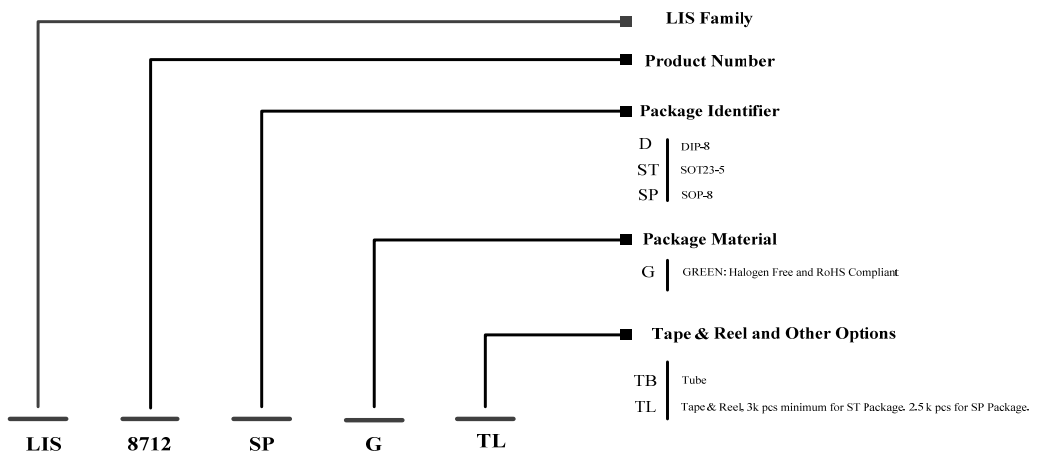 LIS Family
Product Number
Package Identifier
D DIP-8
ST SOT23-5
SP SOP-8
Package Material
G GREEN: Halogen Free and RoHS Compliant
Tape & Reel and Other Options
TB Tube
TL Tape & Reel, 3k pcs minimum for ST Package. 2.5 k pcs for SP Package.
LIS 8712 SP G TL